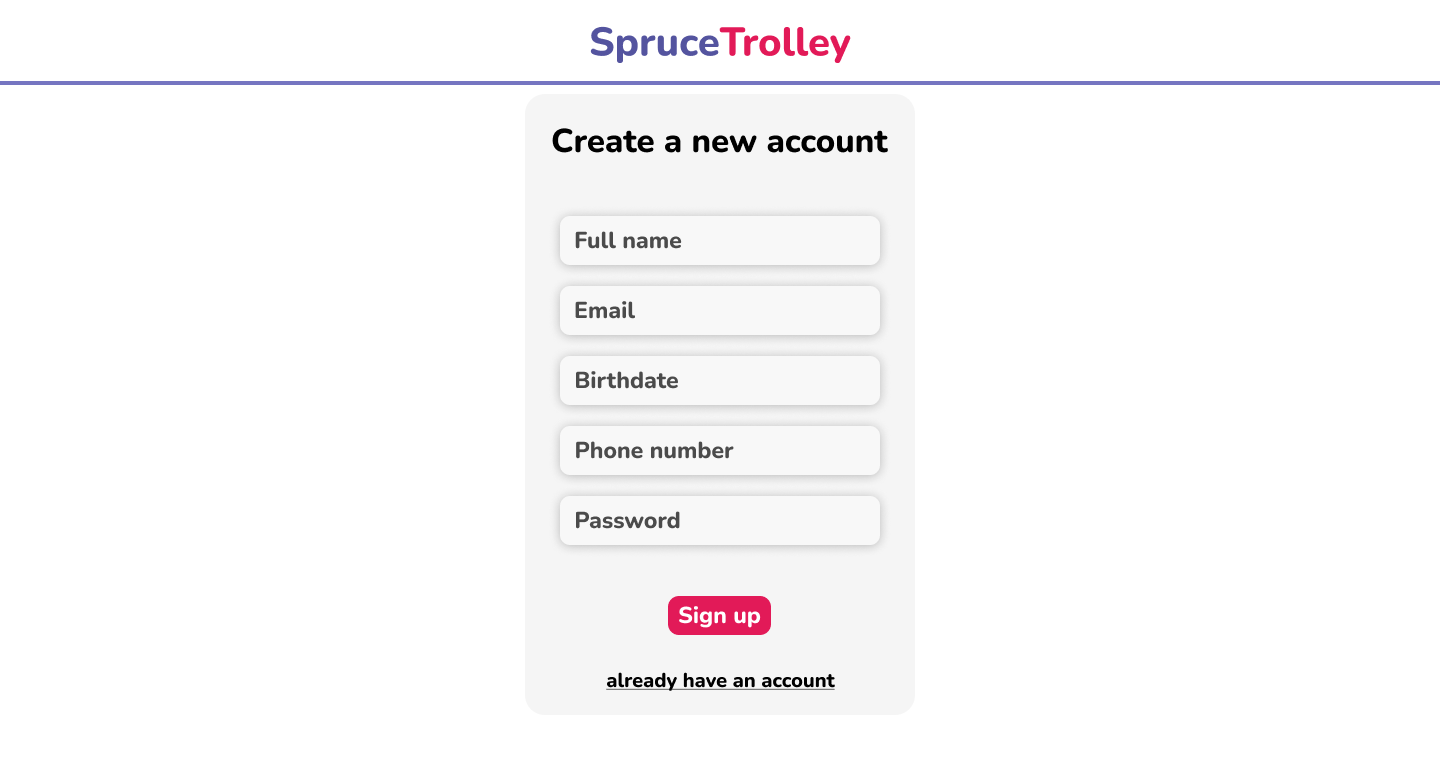 SpruceTrolley
Create a new account
Full name
Email
Birthdate
Phone number
Password
Sign up
already have an account